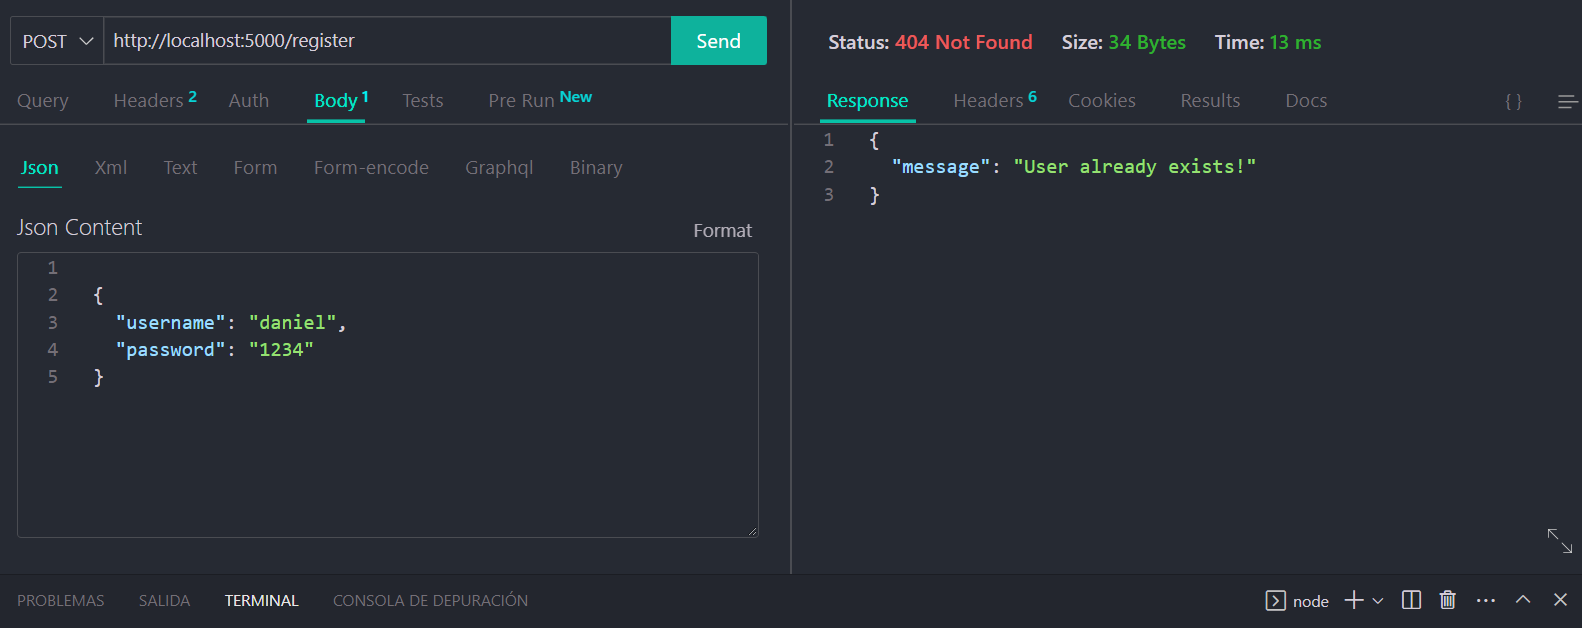 POST http://localhost:5000/register Send
Query Headers 2 Auth Body 1 Tests Pre Run New
Json Xml Text Form Form-encode Graphql Binary
Json Content Format
1
2 {
3 "username": "daniel",
4 "password": "1234"
5 }
Status: 404 Not Found Size: 34 Bytes Time: 13 ms
Response Headers 6 Cookies Results Docs { }
1 {
2 "message": "User already exists!"
3 }
PROBLEMAS SALIDA TERMINAL CONSOLA DE DEPURACIÓN node